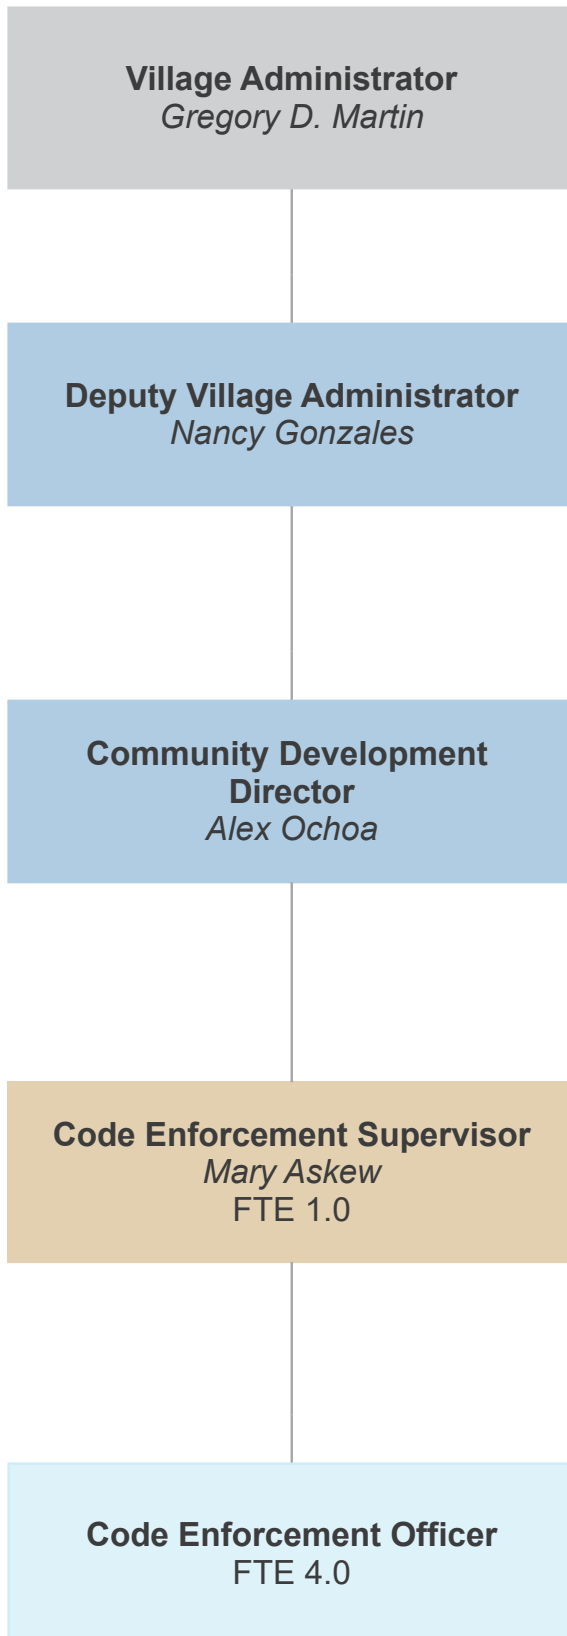 Village Administrator
Gregory D. Martin
Deputy Village Administrator
Nancy Gonzales
Community Development
Director
Alex Ochoa
Code Enforcement Supervisor
Mary Askew
FTE 1.0
Code Enforcement Officer
FTE 4.0